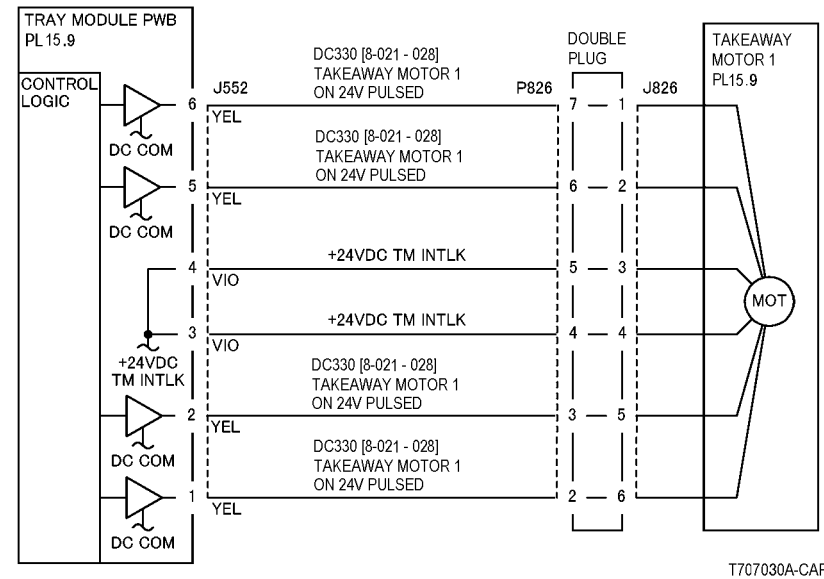 TRAY MODULE PWB
PL 15.9
CONTROL
LOGIC
DC330 [8-021 - 028]
TAKEAWAY MOTOR 1
ON 24V PULSED
DOUBLE
PLUG
TAKEAWAY
MOTOR 1
PL15.9
J552
P826
J826
6
7 — 1
YEL
DC COM
DC330 [8-021 - 028]
TAKEAWAY MOTOR 1
ON 24V PULSED
5
6 — 2
YEL
DC COM
+24VDC TM INTLK
4
5 — 3
VIO
MOT
+24VDC TM INTLK
3
4 — 4
VIO
+24VDC
TM INTLK
DC330 [8-021 - 028]
TAKEAWAY MOTOR 1
ON 24V PULSED
2
3 — 5
YEL
DC COM
DC330 [8-021 - 028]
TAKEAWAY MOTOR 1
ON 24V PULSED
1
2 — 6
YEL
DC COM
T707030A-CAR